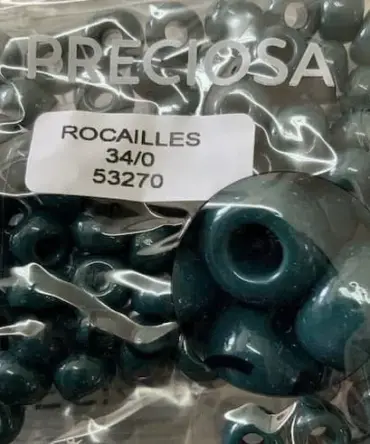 PRECIOSA
ROCAILLES
34/0
53270